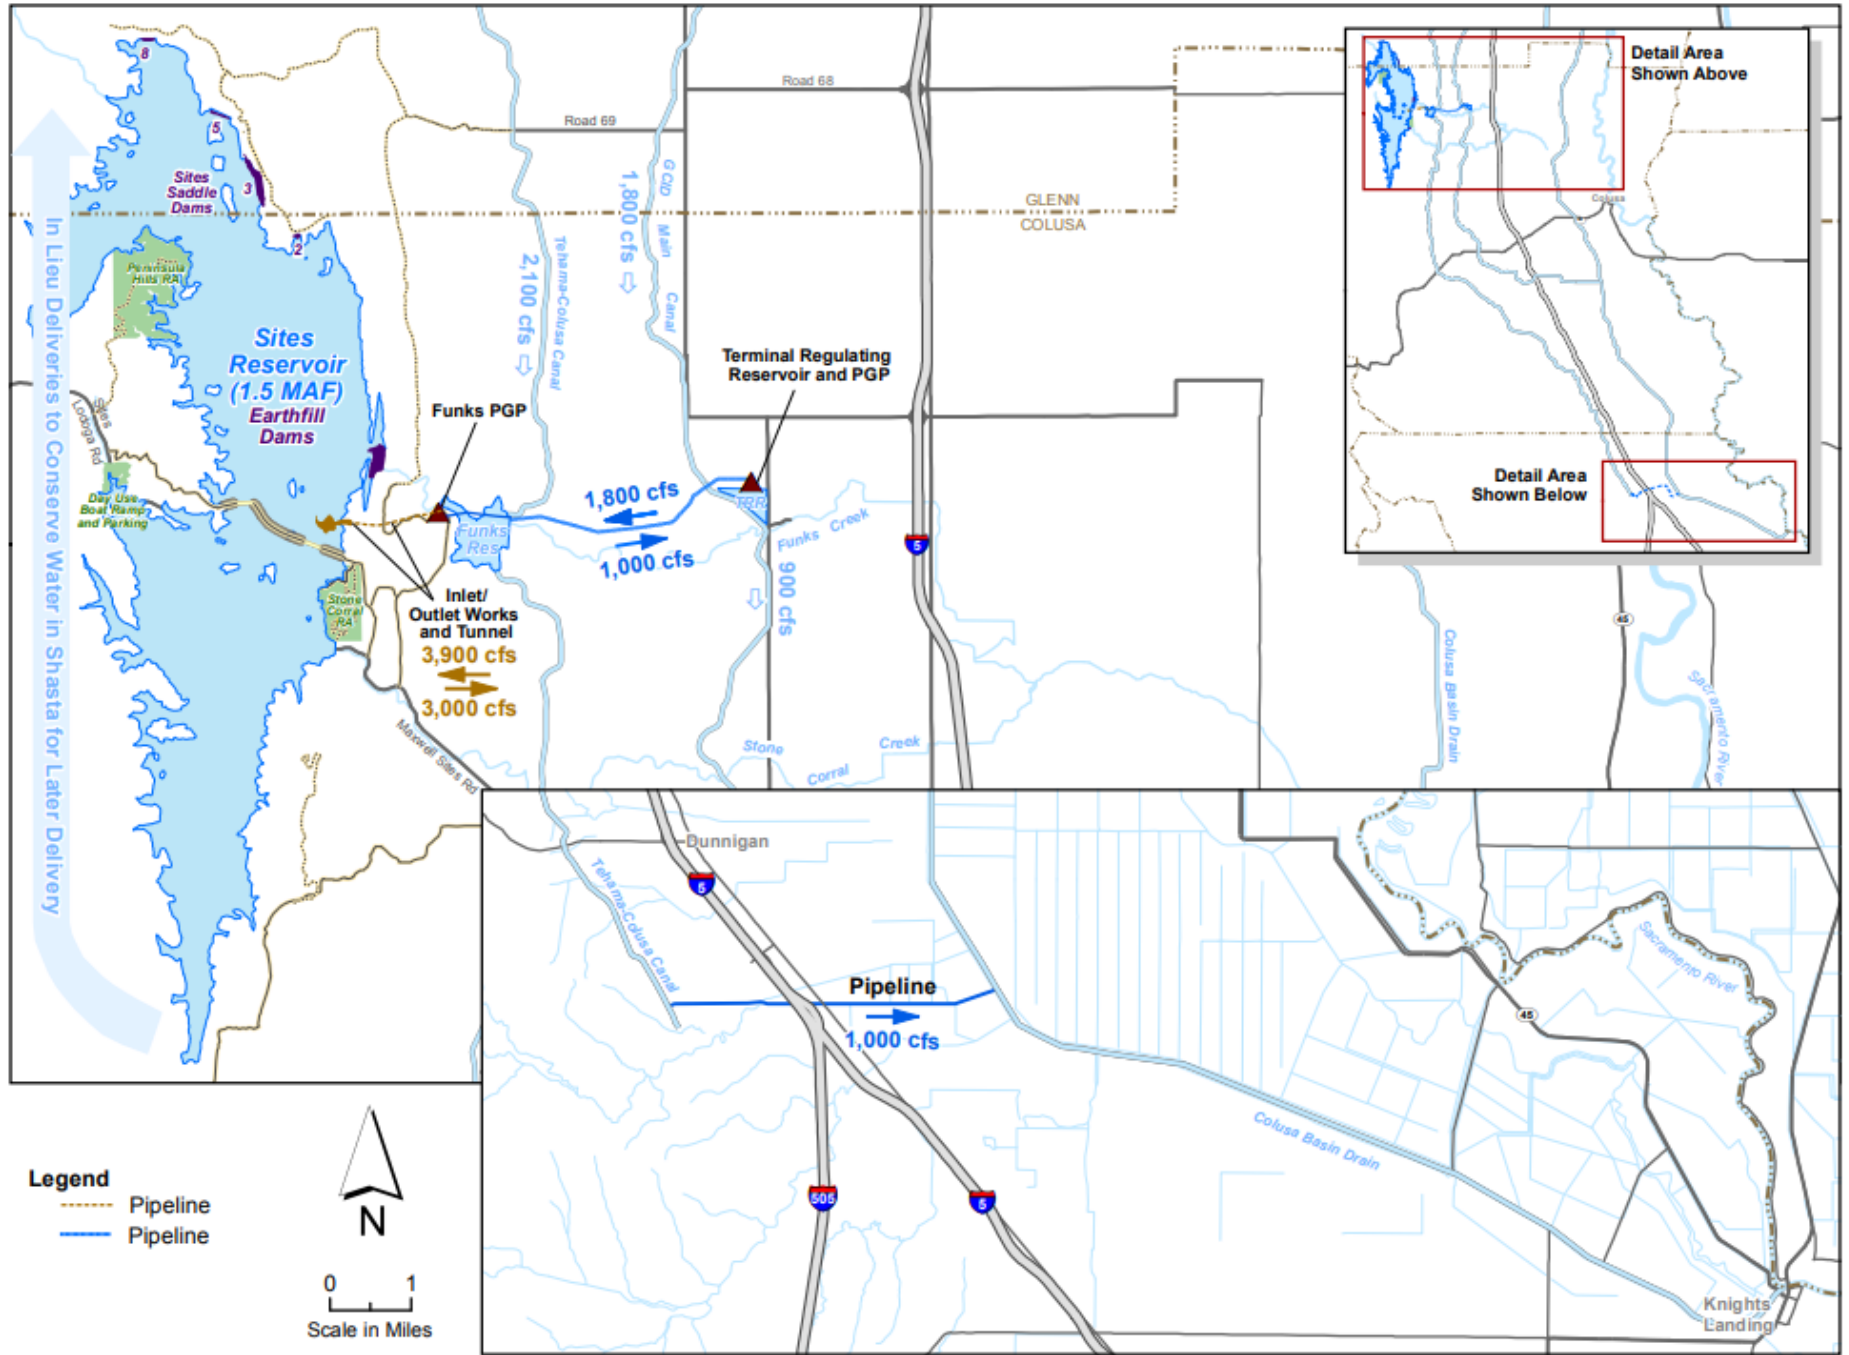 8
5
Sites
Saddle
Dams
3
2
Road 68
Road 69
GCID Main Canal
1,800 cfs
Tehama-Colusa Canal
2,100 cfs
GLENN
COLUSA
Peninsula
Hills RA
Sites
Reservoir
(1.5 MAF)
Earthfill
Dams
In Lieu Deliveries to Conserve Water in Shasta for Later Delivery
Sites
Lodoga Rd
Day Use
Boat Ramp
and Parking
Funks PGP
Terminal Regulating
Reservoir and PGP
1,800 cfs
1,000 cfs
TRR
Funks
Res
Funks Creek
900 cfs
5
Stone
Corral
RA
Inlet/
Outlet Works
and Tunnel
3,900 cfs
3,000 cfs
Maxwell Sites Rd
Stone Corral Creek
Detail Area
Shown Above
Colusa
Detail Area
Shown Below
45
Colusa Basin Drain
Sacramento River
Dunnigan
5
Tehama-Colusa Canal
Pipeline
1,000 cfs
Sacramento River
45
Colusa Basin Drain
505
5
Knights
Landing
Legend
Pipeline
Pipeline
N
0 1
Scale in Miles